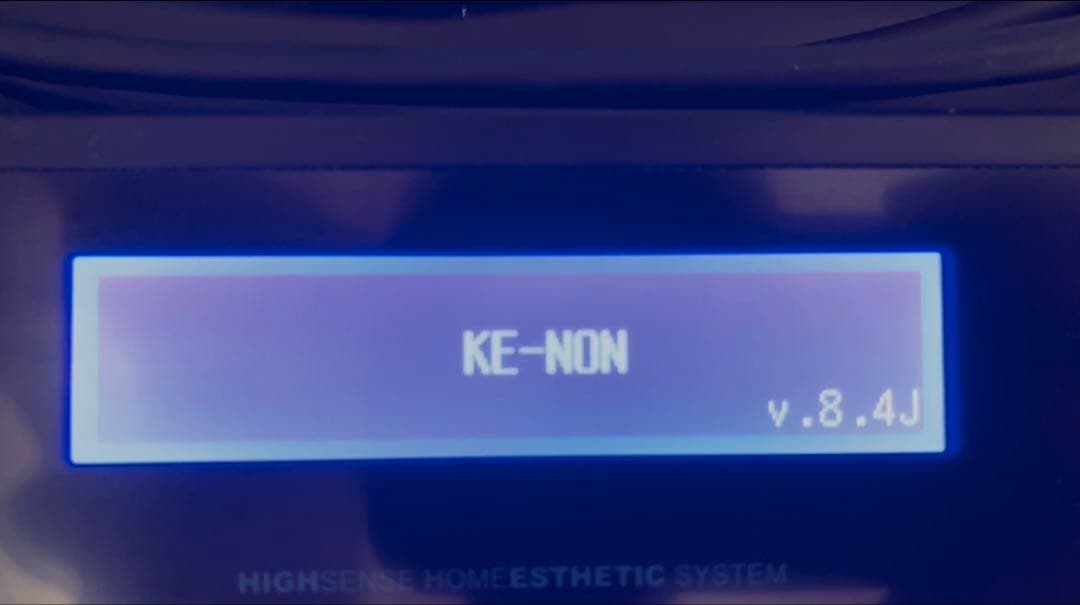 KE-NON
v.8.4J
HIGHSENSE HOMEESTHETIC SYSTEM